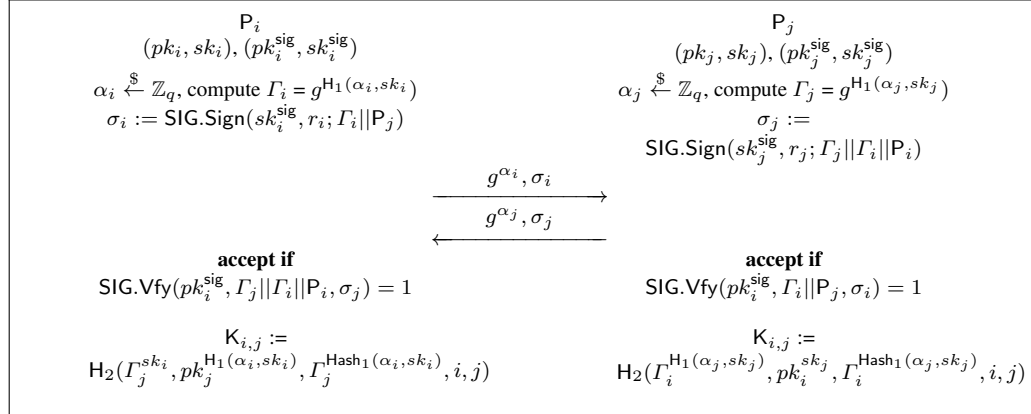 P_i P_j
(pk_i, sk_i), (pk_i^sig, sk_i^sig) (pk_j, sk_j), (pk_j^sig, sk_j^sig)
α_i ←$ ℤ_q, compute Γ_i = g^{H_1(α_i,sk_i)}) α_j ←$ ℤ_q, compute Γ_j = g^{H_1(α_j,sk_j)})
σ_i := SIG.Sign(sk_i^sig, r_i; Γ_i||P_j) σ_j :=
SIG.Sign(sk_j^sig, r_j; Γ_j||Γ_i||P_i)
g^{α_i}, σ_i
g^{α_j}, σ_j
accept if accept if
SIG.Vfy(pk_i^sig, Γ_j||Γ_i||P_i, σ_j) = 1 SIG.Vfy(pk_i^sig, Γ_i||P_j, σ_i) = 1
K_{i,j} := K_{i,j} :=
H_2(Γ_j^{sk_i}, pk_j^{H_1(α_i,sk_i)}, Γ_j^{Hash_1(α_i,sk_i)}, i, j) H_2(Γ_i^{H_1(α_j,sk_j)}, pk_i^{sk_j}, Γ_i^{Hash_1(α_j,sk_j)}, i, j)